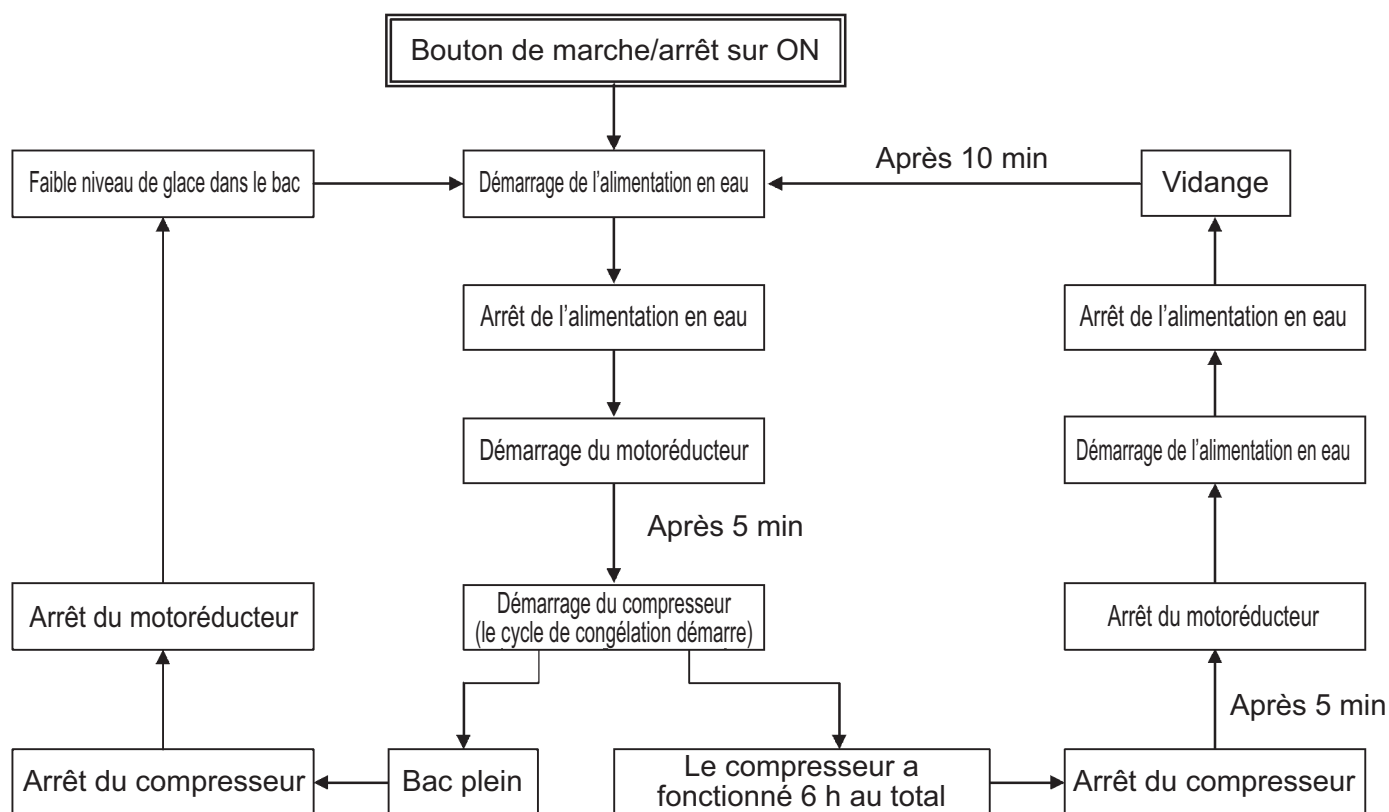 Bouton de marche/arrêt sur ON
Après 10 min
Faible niveau de glace dans le bac
Démarrage de l'alimentation en eau
Vidange
Arrêt de l'alimentation en eau
Arrêt de l'alimentation en eau
Démarrage du motoréducteur
Démarrage de l'alimentation en eau
Après 5 min
Arrêt du motoréducteur
Démarrage du compresseur
(le cycle de congélation démarre)
Arrêt du motoréducteur
Après 5 min
Arrêt du compresseur
Bac plein
Le compresseur a
fonctionné 6 h au total
Arrêt du compresseur